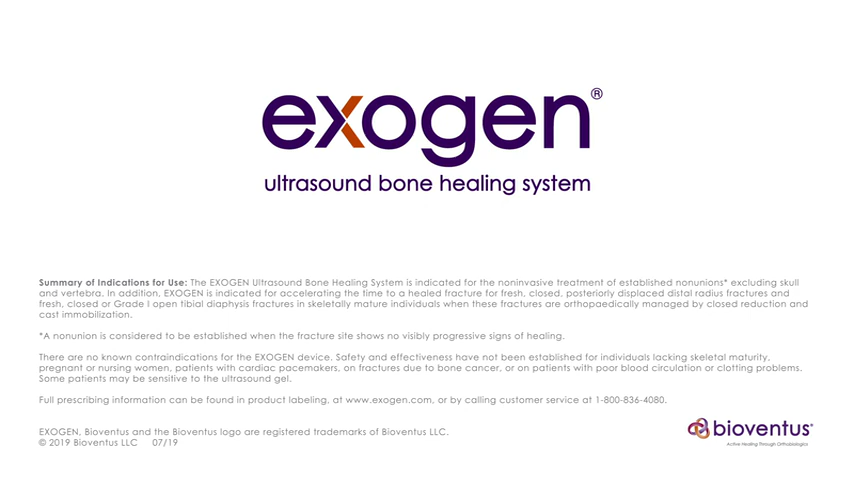 exogen®
ultrasound bone healing system
Summary of Indications for Use: The EXOGEN Ultrasound Bone Healing System is indicated for the noninvasive treatment of established nonunions* excluding skull
and vertebra. In addition, EXOGEN is indicated for accelerating the time to a healed fracture for fresh, closed, posteriorly displaced distal radius fractures and
fresh, closed or Grade I open tibial diaphysis fractures in skeletally mature individuals when these fractures are orthopaedically managed by closed reduction and
cast immobilization.
*A nonunion is considered to be established when the fracture site shows no visibly progressive signs of healing.
There are no known contraindications for the EXOGEN device. Safety and effectiveness have not been established for individuals lacking skeletal maturity,
pregnant or nursing women, patients with cardiac pacemakers, on fractures due to bone cancer, or on patients with poor blood circulation or clotting problems.
Some patients may be sensitive to the ultrasound gel.
Full prescribing information can be found in product labeling, at www.exogen.com, or by calling customer service at 1-800-836-4080.
EXOGEN, Bioventus and the Bioventus logo are registered trademarks of Bioventus LLC.
© 2019 Bioventus LLC 07/19
bioventus®
Active Healing Through Orthobiologics